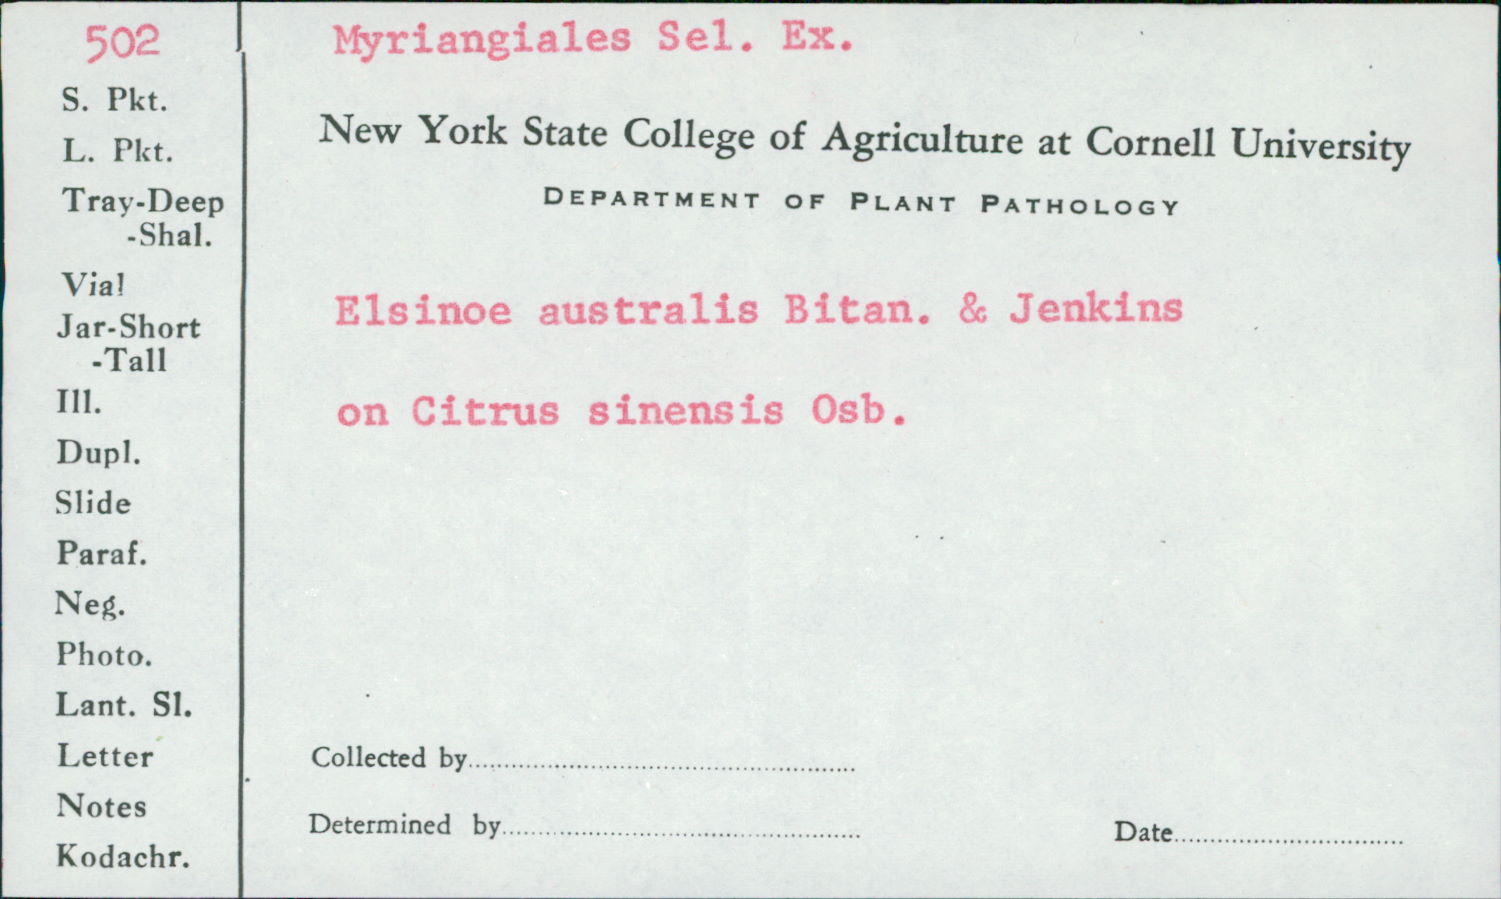 502
S. Pkt.
L. Pkt.
Tray-Deep
-Shal.
Vial
Jar-Short
-Tall
Ill.
Dupl.
Slide
Paraf.
Neg.
Photo.
Lant. Sl.
Letter
Notes
Kodachr.
Myriangiales Sel. Ex.
New York State College of Agriculture at Cornell University
DEPARTMENT OF PLANT PATHOLOGY
Elsinoe australis Bitan. & Jenkins
on Citrus sinensis Osb.
Collected by
Determined by
Date